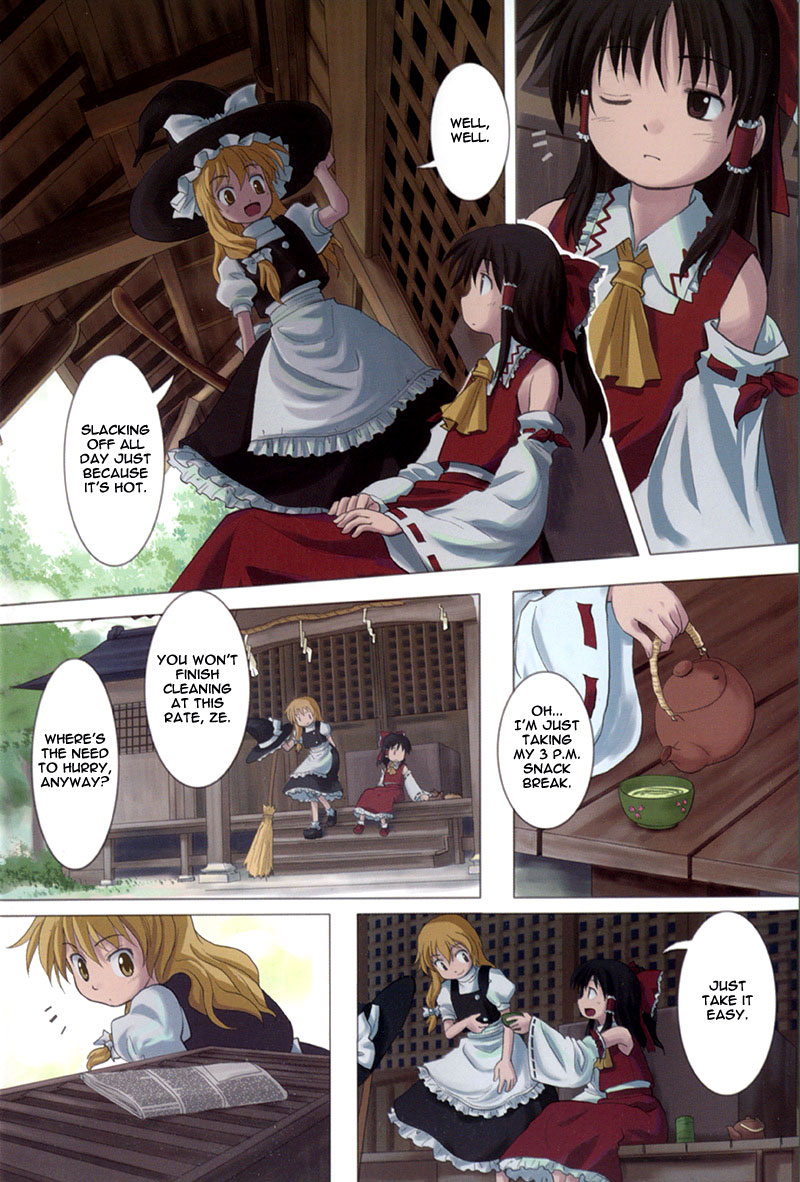 WELL,
WELL.
SLACKING
OFF ALL
DAY JUST
BECAUSE
IT'S HOT.
OH...
I'M JUST
TAKING
MY 3 P.M.
SNACK
BREAK.
YOU WON'T
FINISH
CLEANING
AT THIS
RATE, ZE.
WHERE'S
THE NEED
TO HURRY,
ANYWAY?
JUST
TAKE IT
EASY.